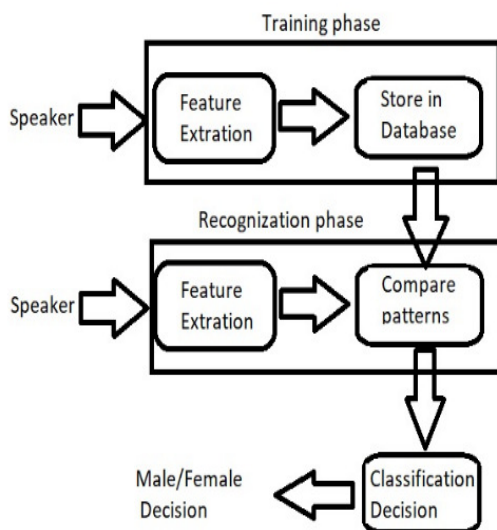 Training phase
Speaker
Feature
Extration
Store in
Database
Recognization phase
Speaker
Feature
Extration
Compare
patterns
Male/Female
Decision
Classification
Decision